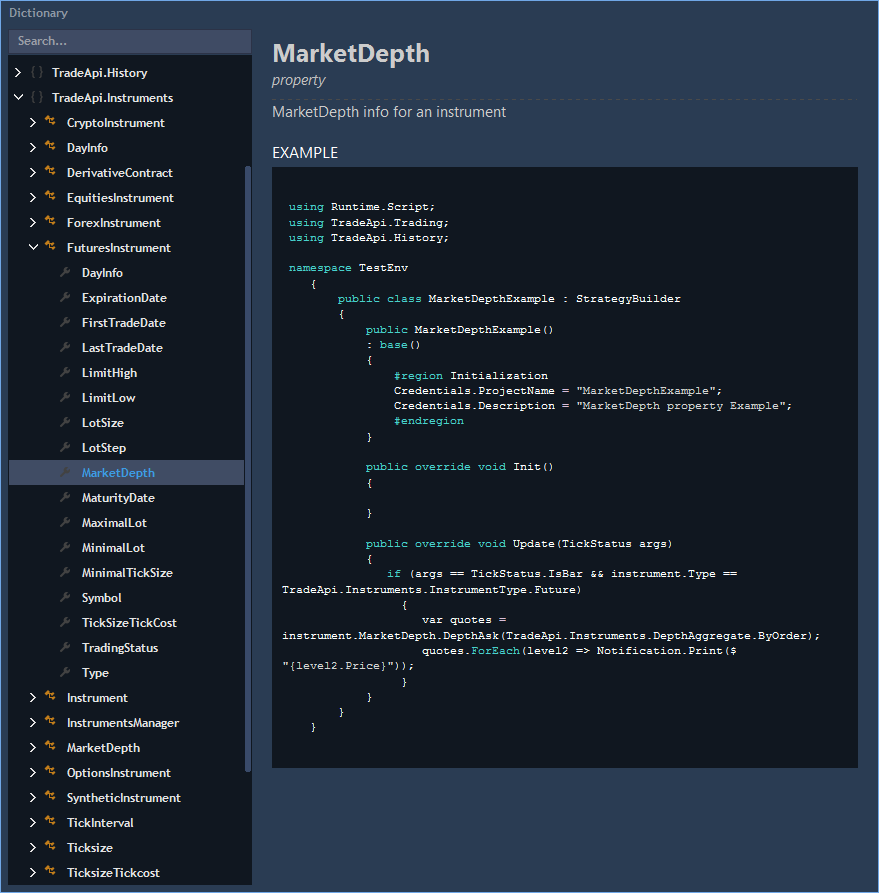 Dictionary
Search...
TradeApi.History
TradeApi.Instruments
CryptoInstrument
DayInfo
DerivativeContract
EquitiesInstrument
ForexInstrument
FuturesInstrument
DayInfo
ExpirationDate
FirstTradeDate
LastTradeDate
LimitHigh
LimitLow
LotSize
LotStep
MarketDepth
MaturityDate
MaximalLot
MinimalLot
MinimalTickSize
Symbol
TickSizeTickCost
TradingStatus
Type
Instrument
InstrumentsManager
MarketDepth
OptionsInstrument
SyntheticInstrument
TickInterval
Ticksize
TicksizeTickcost
MarketDepth
property
MarketDepth info for an instrument
EXAMPLE
using Runtime.Script;
using TradeApi.Trading;
using TradeApi.History;
namespace TestEnv
{
public class MarketDepthExample : StrategyBuilder
{
public MarketDepthExample()
: base()
{
#region Initialization
Credentials.ProjectName = "MarketDepthExample";
Credentials.Description = "MarketDepth property Example";
#endregion
}
public override void Init()
{
}
public override void Update(TickStatus args)
{
if (args == TickStatus.IsBar && instrument.Type ==
TradeApi.Instruments.InstrumentType.Future)
{
var quotes =
instrument.MarketDepth.DepthAsk(TradeApi.Instruments.DepthAggregate.ByOrder);
quotes.ForEach(level2 => Notification.Print($
"{level2.Price}"));
}
}
}
}